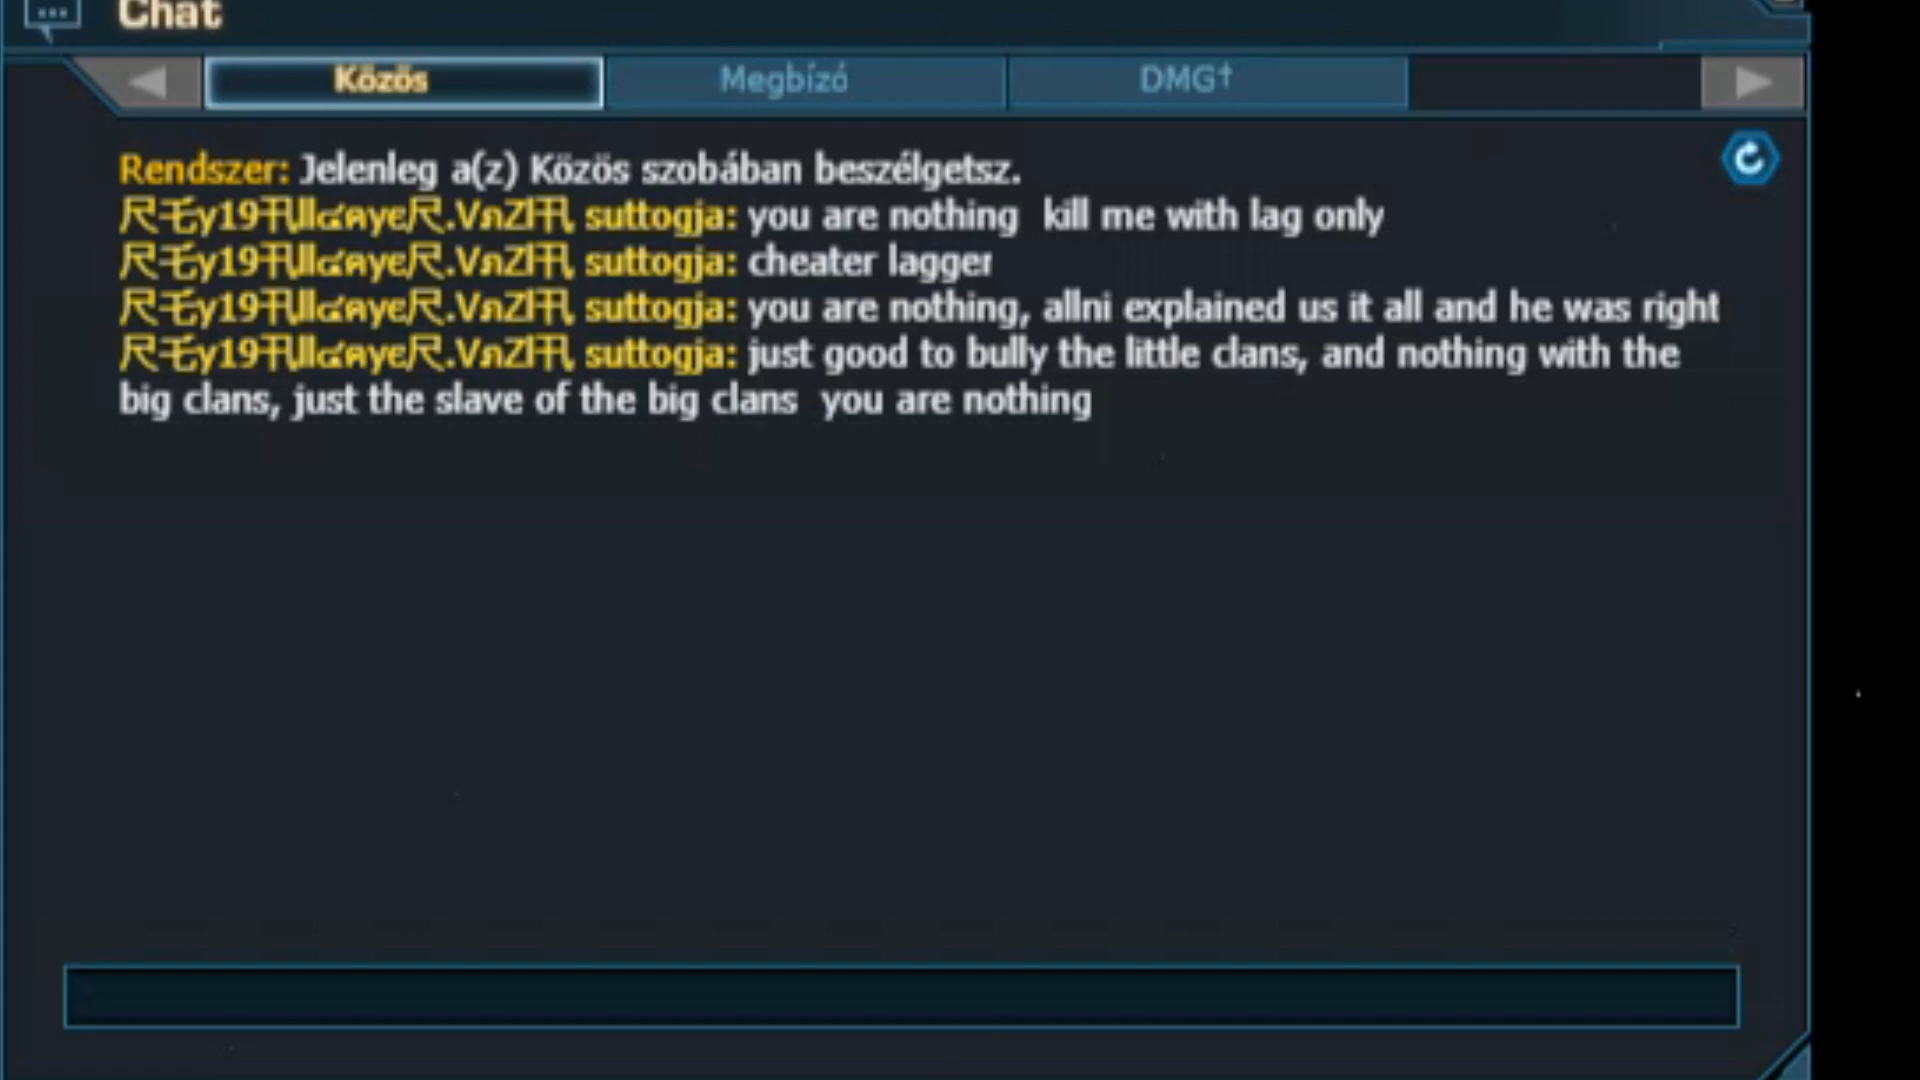 Chat
Közös
Megbízó
DMG†
Rendszer: Jelenleg a(z) Közös szobában beszélgetsz.
suttogja: you are nothing kill me with lag only
suttogja: cheater lagger
suttogja: you are nothing, allni explained us it all and he was right
suttogja: just good to bully the little clans, and nothing with the
big clans, just the slave of the big clans you are nothing